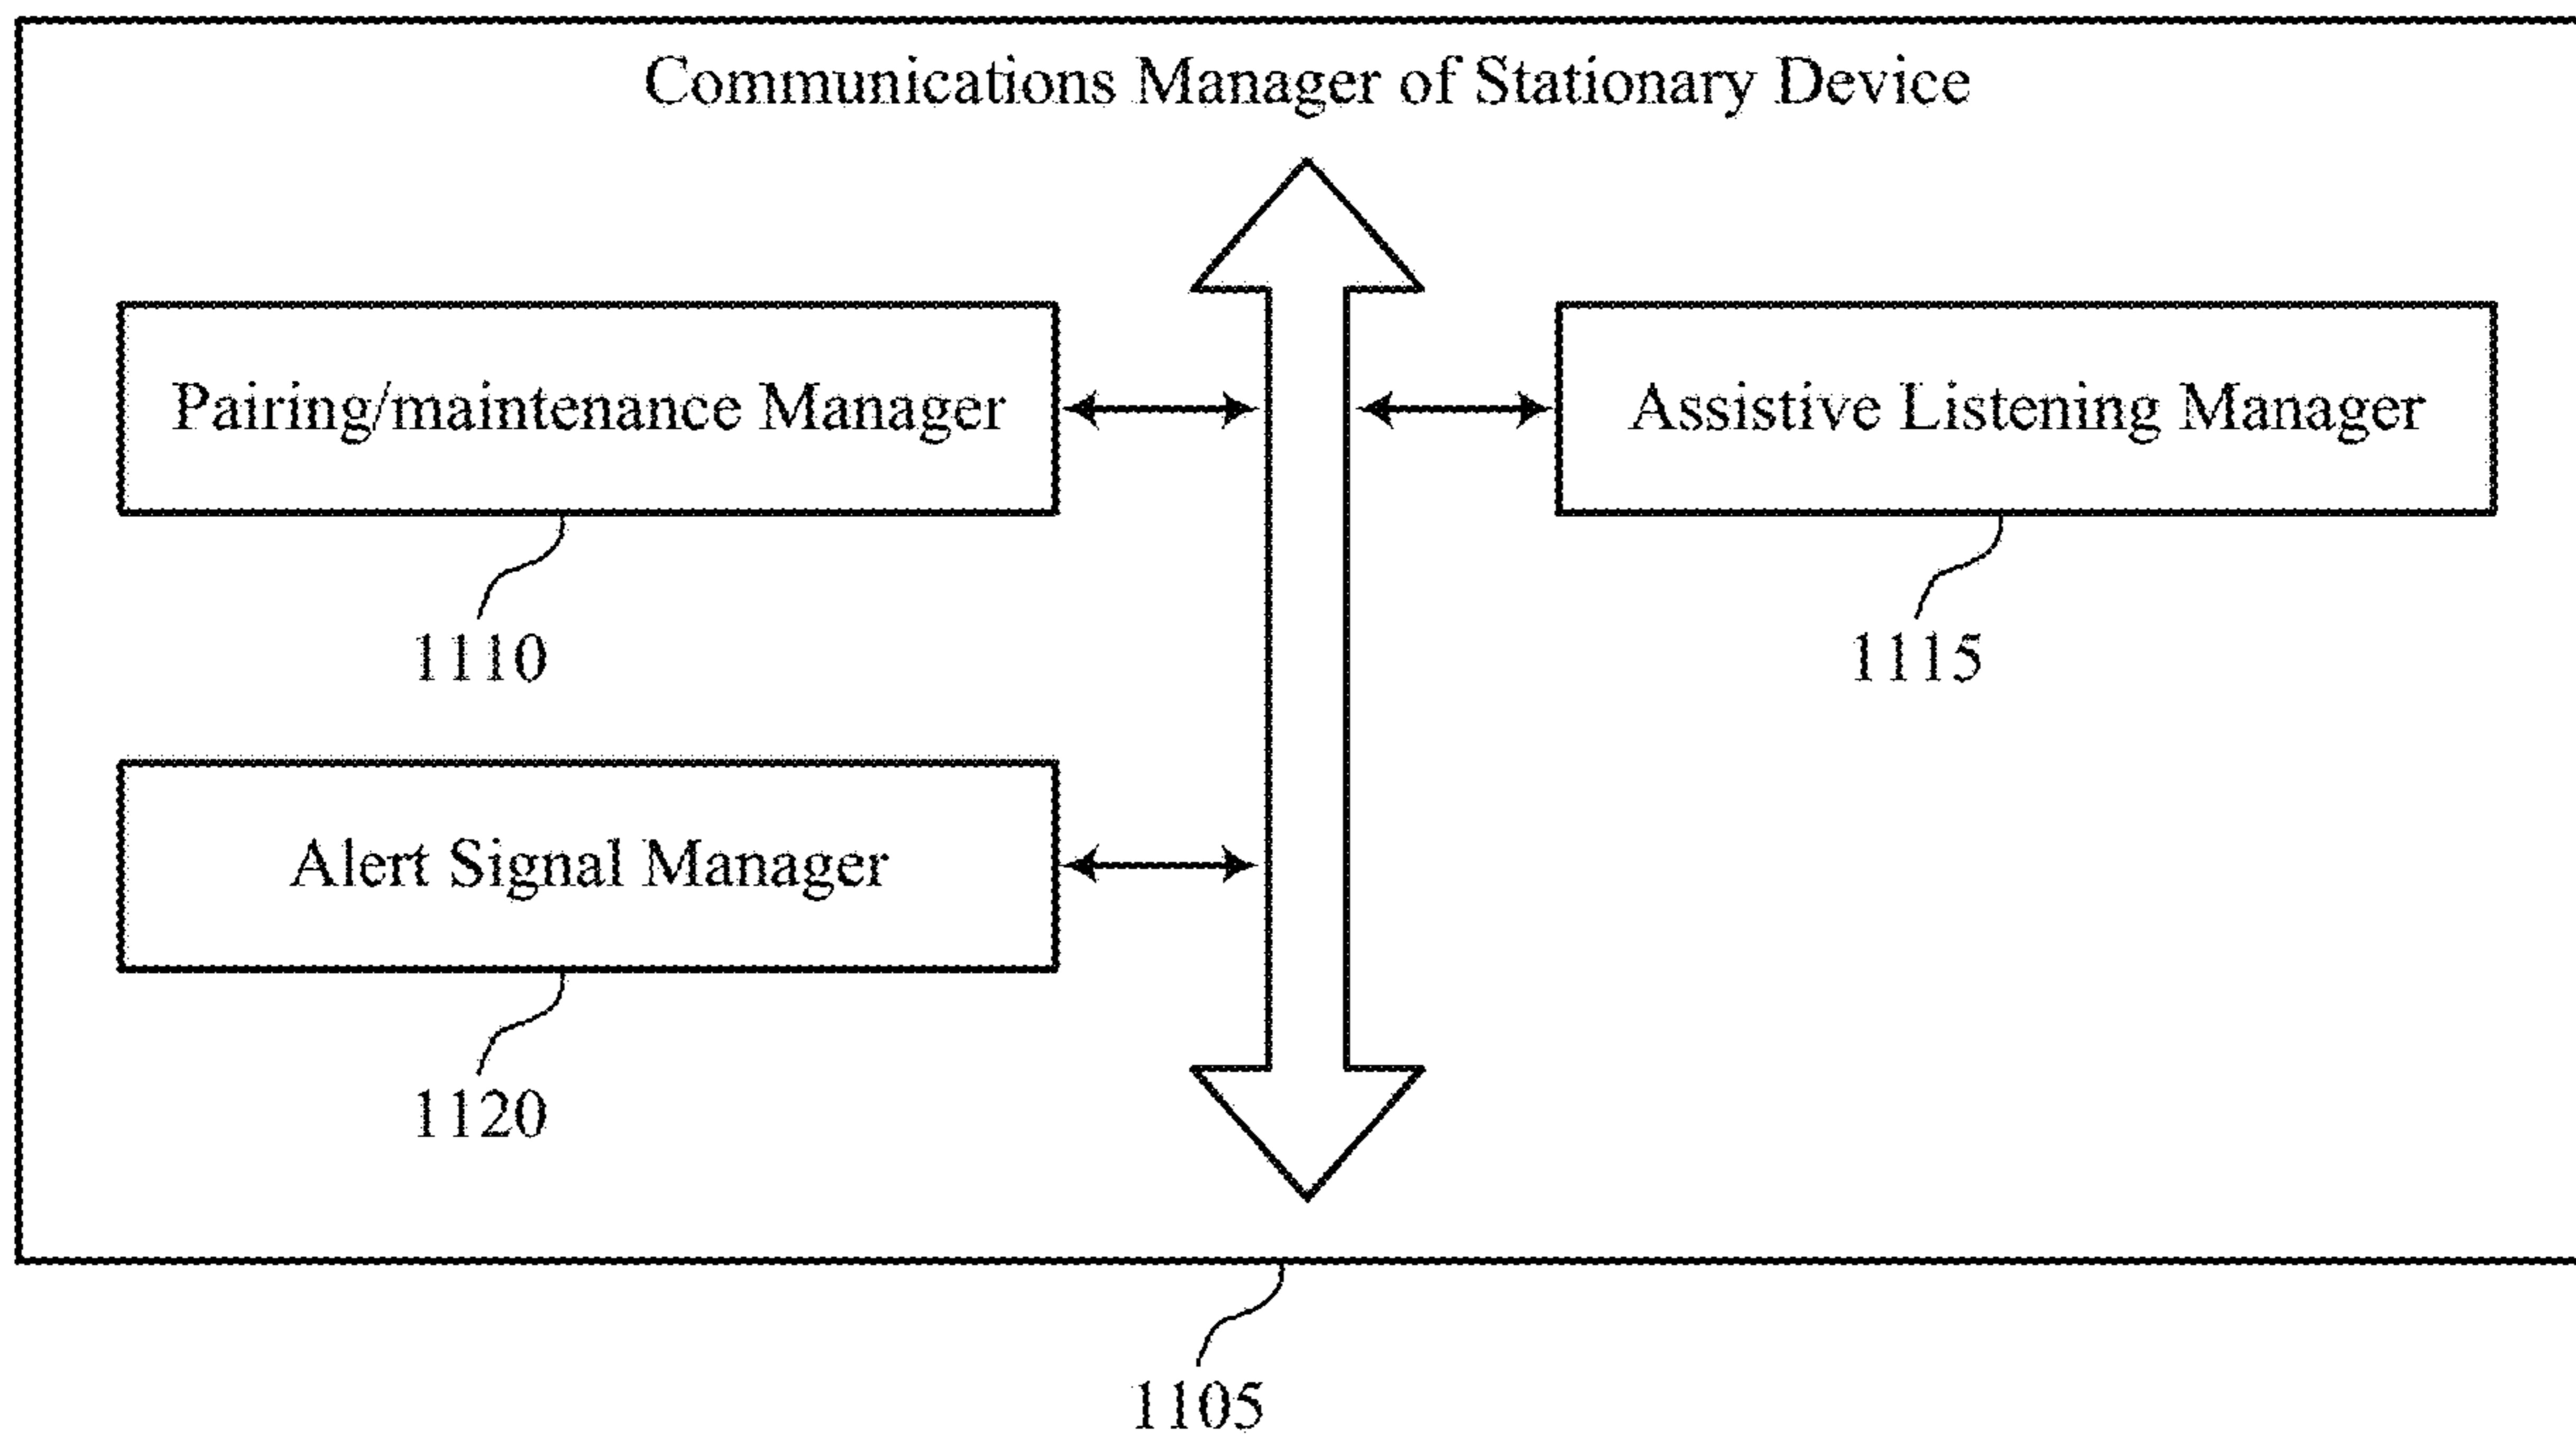 Communications Manager of Stationary Device
Pairing/maintenance Manager
Assistive Listening Manager
1110
1115
Alert Signal Manager
1120
1105